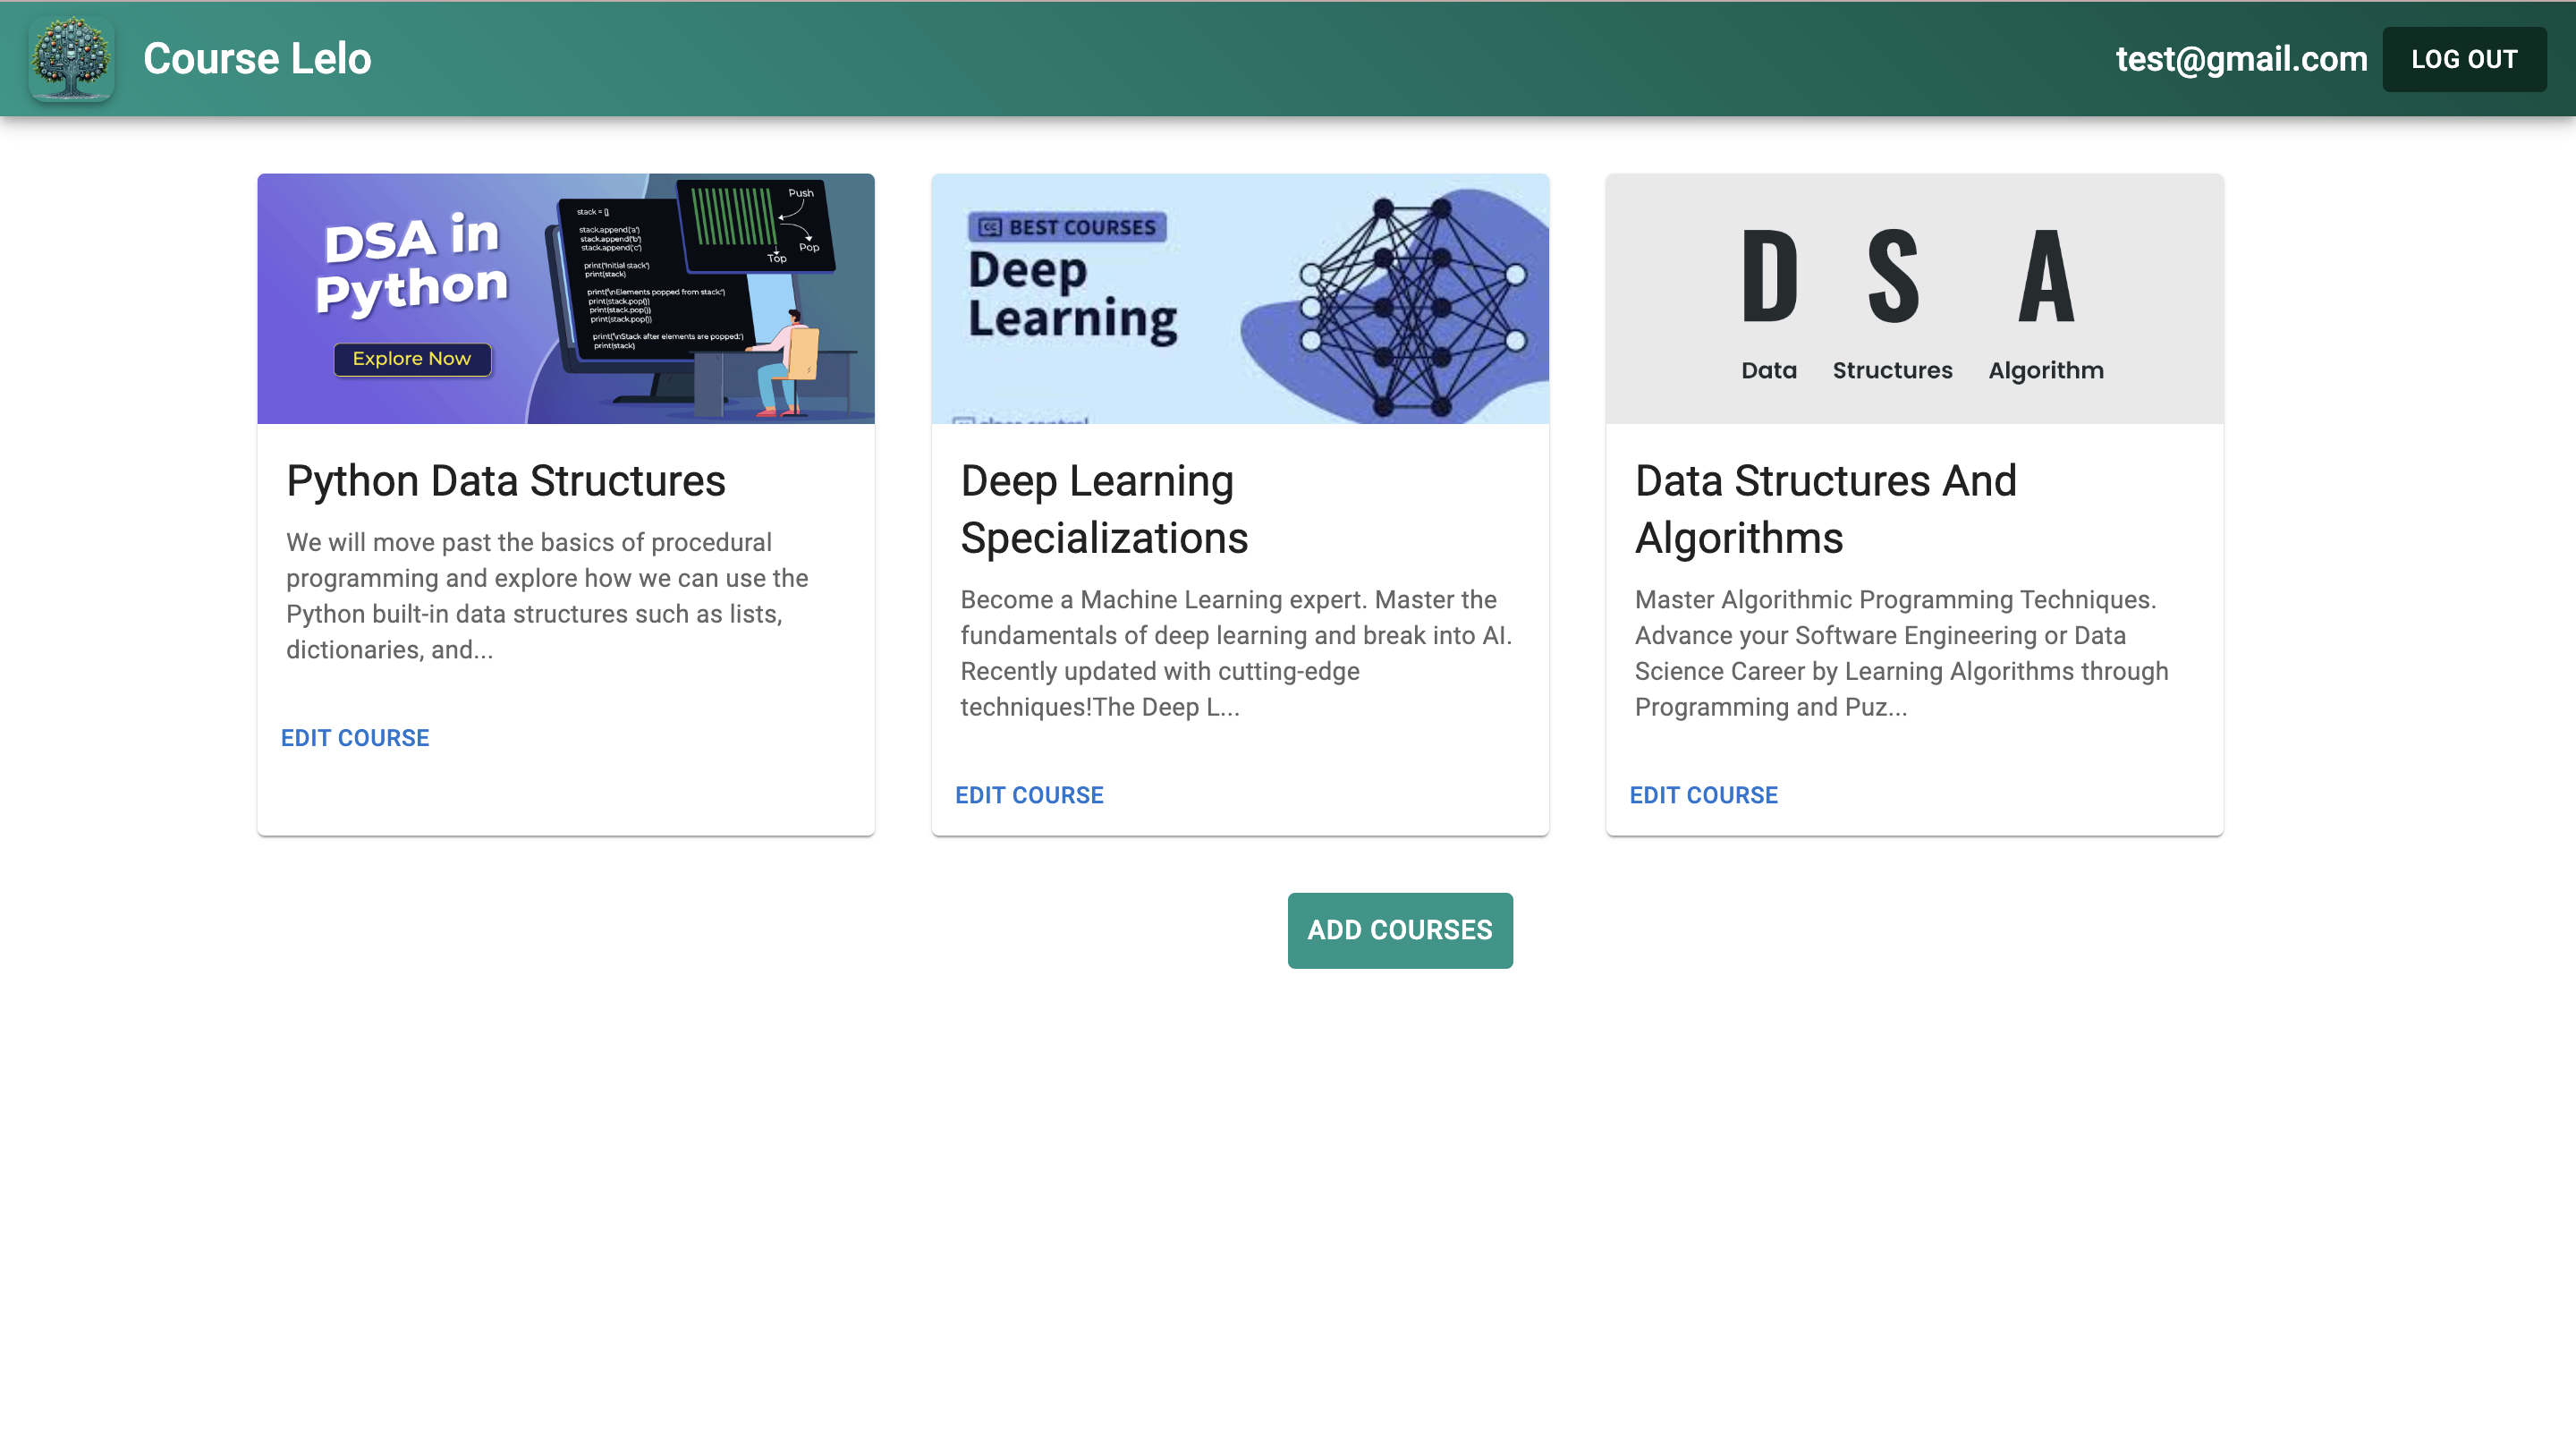 Course Lelo
test@gmail.com
LOG OUT
DSA in
Python
Explore Now
stack = []
stack.append('a')
stack.append('b')
stack.append('c')
print('Initial stack')
print(stack)
print('\nElements popped from stack:')
print(stack.pop())
print(stack.pop())
print(stack.pop())
print('\nStack after elements are popped:')
print(stack)
Push
Pop
Top
CC BEST COURSES
Deep
Learning
D S A
Data Structures Algorithm
Python Data Structures
We will move past the basics of procedural
programming and explore how we can use the
Python built-in data structures such as lists,
dictionaries, and...
EDIT COURSE
Deep Learning
Specializations
Become a Machine Learning expert. Master the
fundamentals of deep learning and break into AI.
Recently updated with cutting-edge
techniques!The Deep L...
EDIT COURSE
Data Structures And
Algorithms
Master Algorithmic Programming Techniques.
Advance your Software Engineering or Data
Science Career by Learning Algorithms through
Programming and Puz...
EDIT COURSE
ADD COURSES